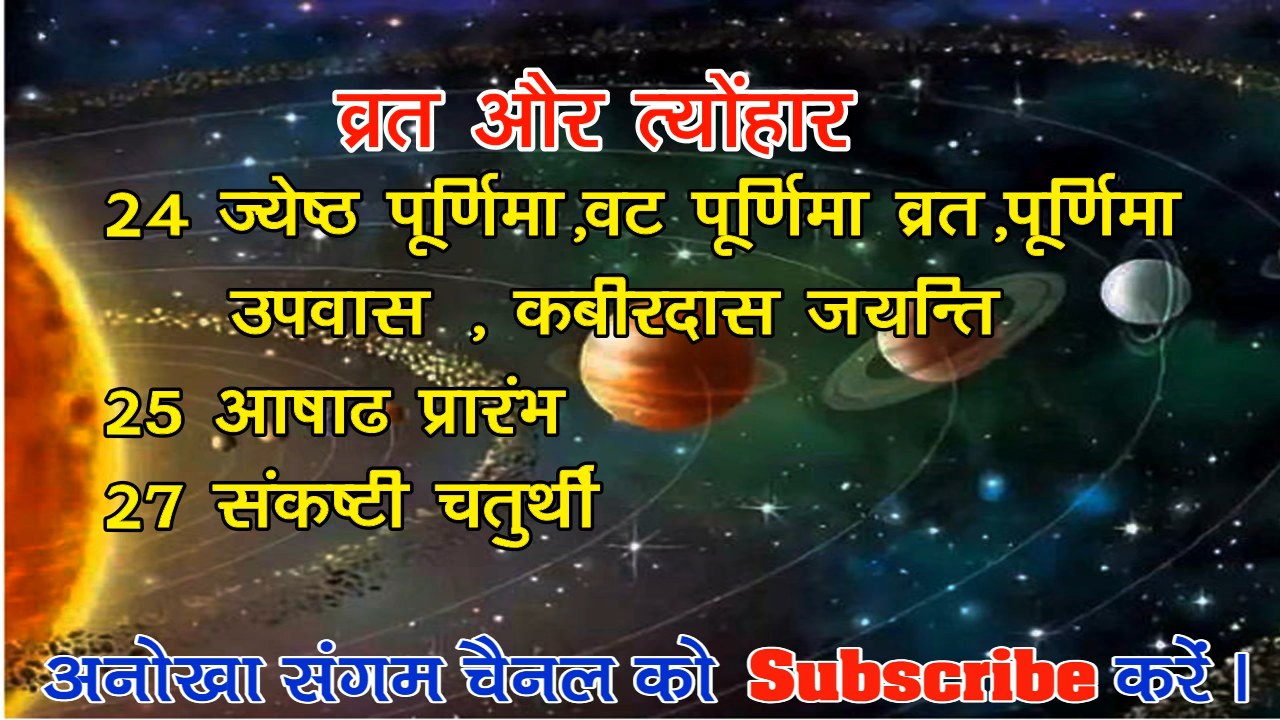 व्रत और त्योंहार
24 ज्येष्ठ पूर्णिमा,वट पूर्णिमा व्रत,पूर्णिमा
उपवास , कबीरदास जयन्ति
25 आषाढ प्रारंभ
27 संकष्टी चतुर्थी
अनोखा संगम चैनल को Subscribe करें ।